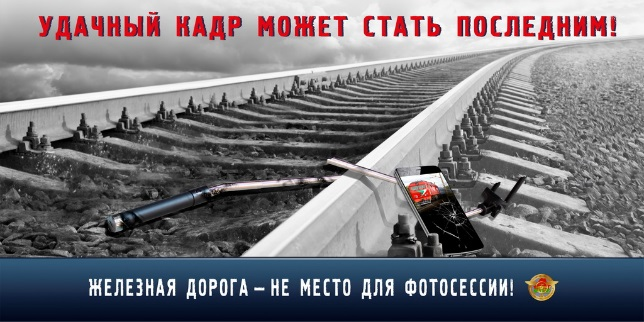 УДАЧНЫЙ КАДР МОЖЕТ СТАТЬ ПОСЛЕДНИМ!
ЖЕЛЕЗНАЯ ДОРОГА – НЕ МЕСТО ДЛЯ ФОТОСЕССИИ!